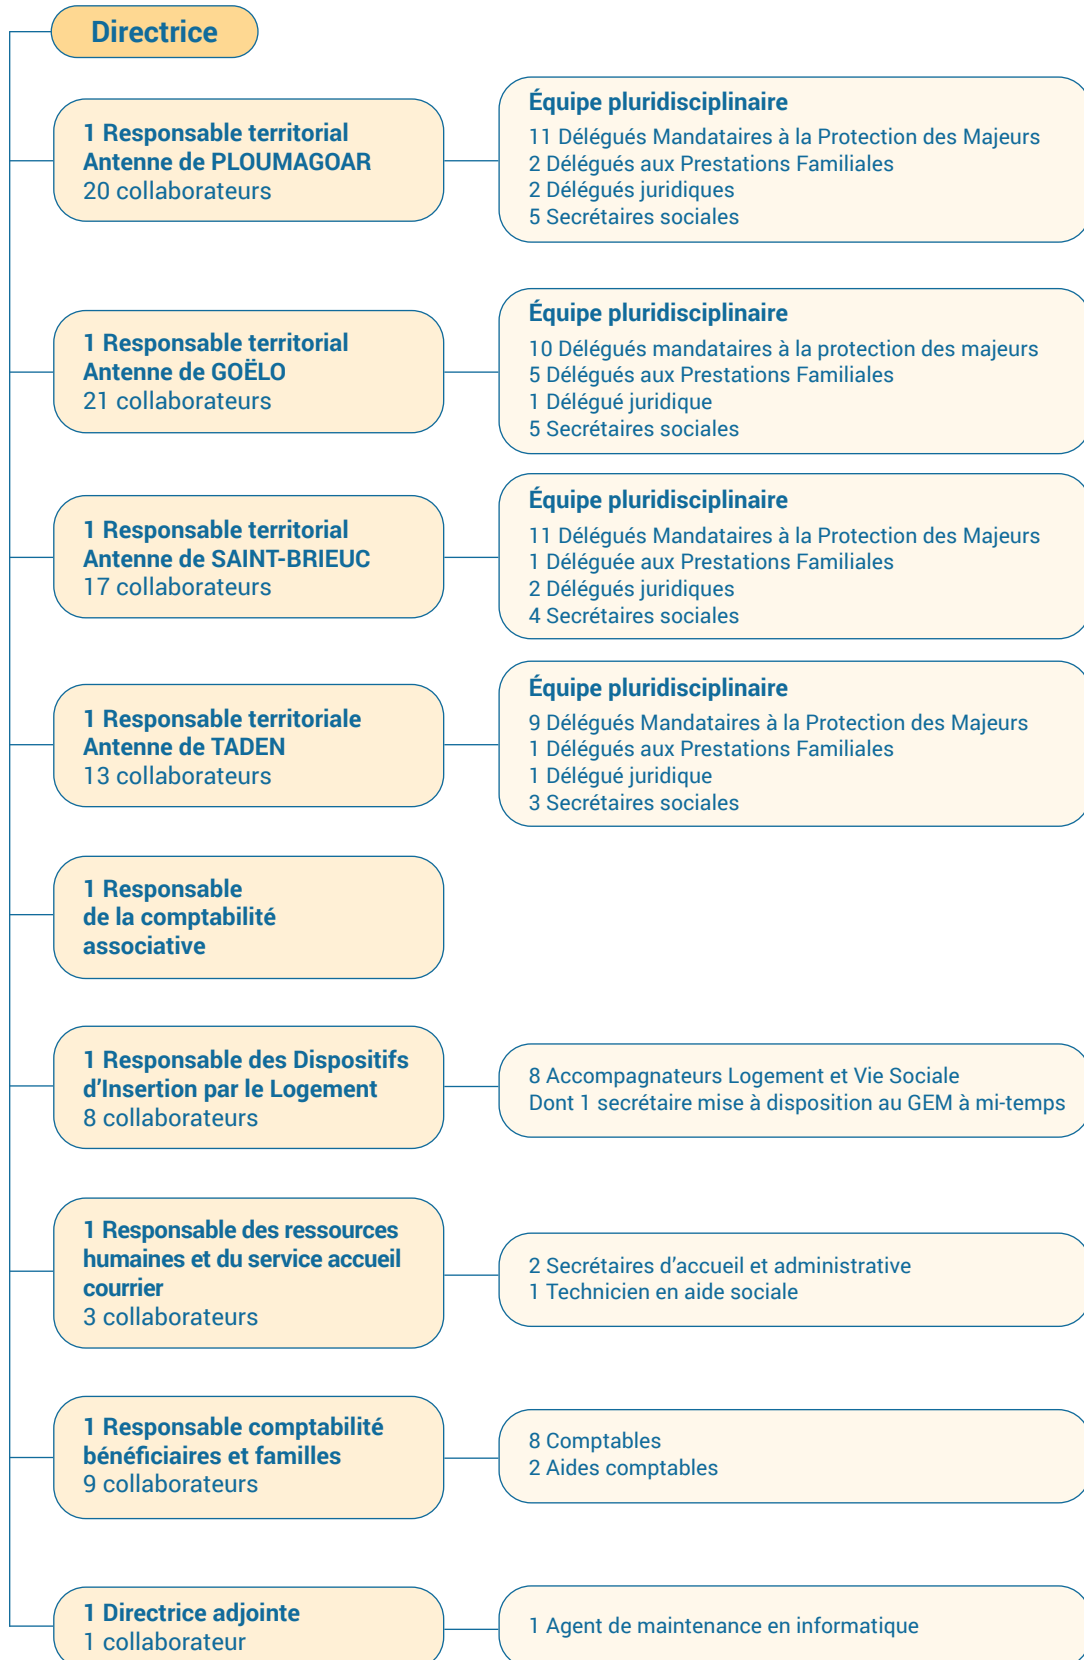 Directrice
1 Responsable territorial
Antenne de PLOUMAGOAR
20 collaborateurs
Équipe pluridisciplinaire
11 Délégués Mandataires à la Protection des Majeurs
2 Délégués aux Prestations Familiales
2 Délégués juridiques
5 Secrétaires sociales
1 Responsable territorial
Antenne de GOËLO
21 collaborateurs
Équipe pluridisciplinaire
10 Délégués mandataires à la protection des majeurs
5 Délégués aux Prestations Familiales
1 Délégué juridique
5 Secrétaires sociales
1 Responsable territorial
Antenne de SAINT-BRIEUC
17 collaborateurs
Équipe pluridisciplinaire
11 Délégués Mandataires à la Protection des Majeurs
1 Déléguée aux Prestations Familiales
2 Délégués juridiques
4 Secrétaires sociales
1 Responsable territoriale
Antenne de TADEN
13 collaborateurs
Équipe pluridisciplinaire
9 Délégués Mandataires à la Protection des Majeurs
1 Délégués aux Prestations Familiales
1 Délégué juridique
3 Secrétaires sociales
1 Responsable
de la comptabilité
associative
1 Responsable des Dispositifs
d’Insertion par le Logement
8 collaborateurs
8 Accompagnateurs Logement et Vie Sociale
Dont 1 secrétaire mise à disposition au GEM à mi-temps
1 Responsable des ressources
humaines et du service accueil
courrier
3 collaborateurs
2 Secrétaires d’accueil et administrative
1 Technicien en aide sociale
1 Responsable comptabilité
bénéficiaires et familles
9 collaborateurs
8 Comptables
2 Aides comptables
1 Directrice adjointe
1 collaborateur
1 Agent de maintenance en informatique